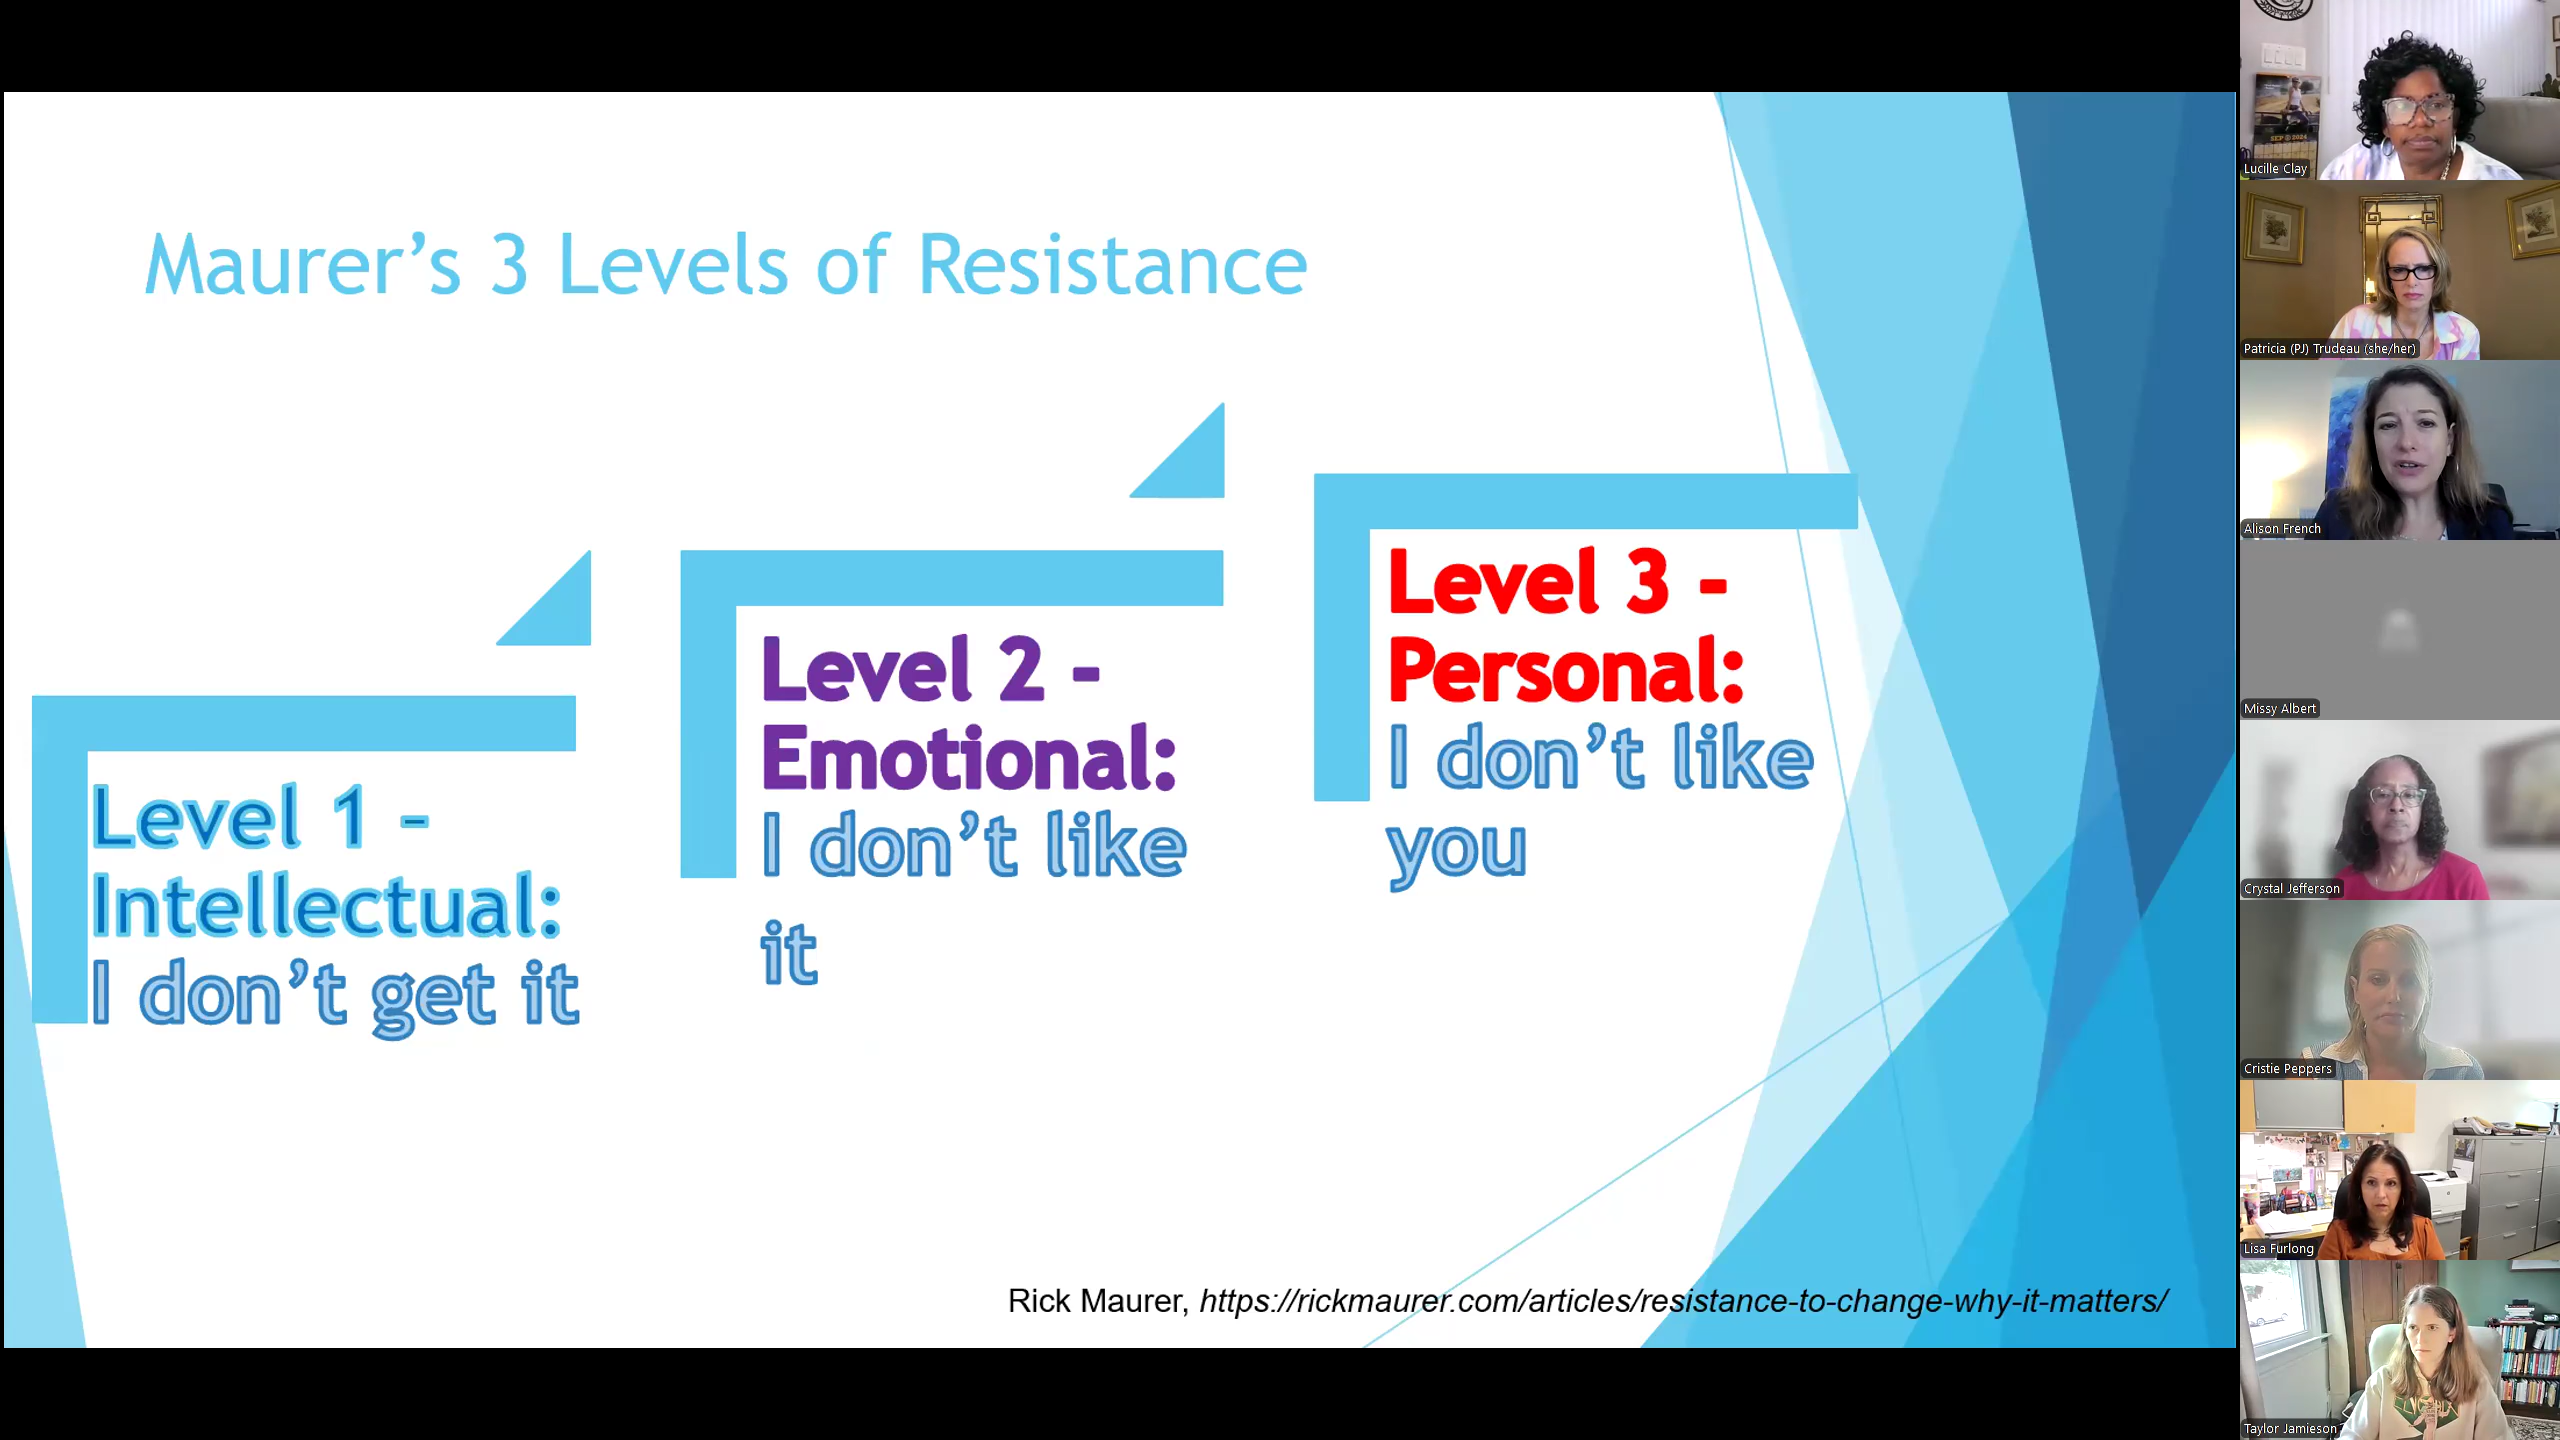 Maurer’s 3 Levels of Resistance
Level 1 –
Intellectual:
I don’t get it
Level 2 -
Emotional:
I don’t like
it
Level 3 -
Personal:
I don’t like
you
Rick Maurer, https://rickmaurer.com/articles/resistance-to-change-why-it-matters/
SEP 2024
Lucille Clay
Patricia (PJ) Trudeau (she/her)
Alison French
Missy Albert
Crystal Jefferson
Cristie Peppers
Lisa Furlong
Taylor Jamieson